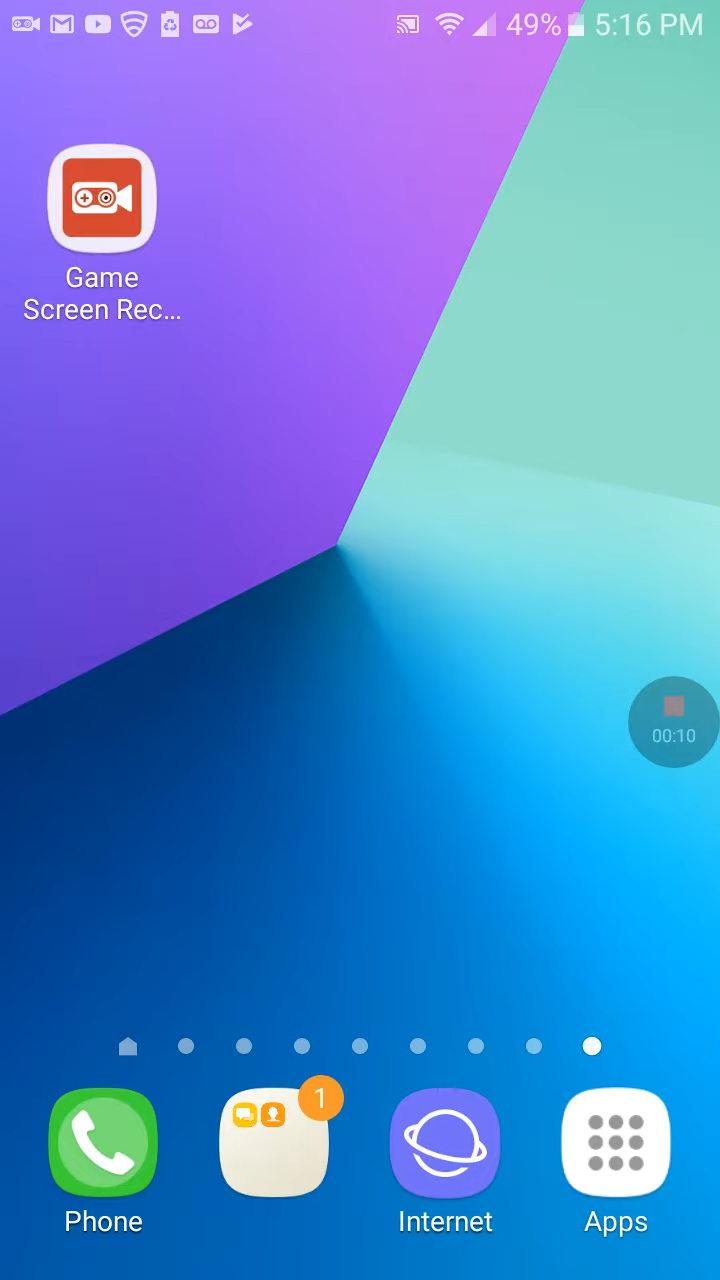 49% 5:16 PM
Game
Screen Rec...
00:10
1
Phone
Internet
Apps